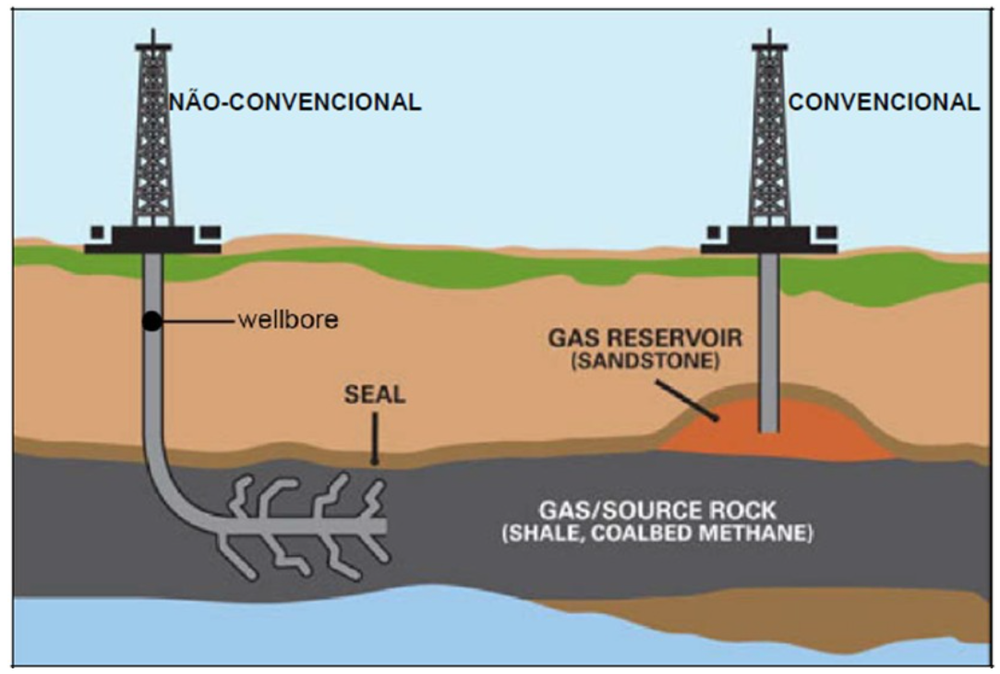 NÃO-CONVENCIONAL
CONVENCIONAL
wellbore
GAS RESERVOIR
(SANDSTONE)
SEAL
GAS/SOURCE ROCK
(SHALE, COALBED METHANE)